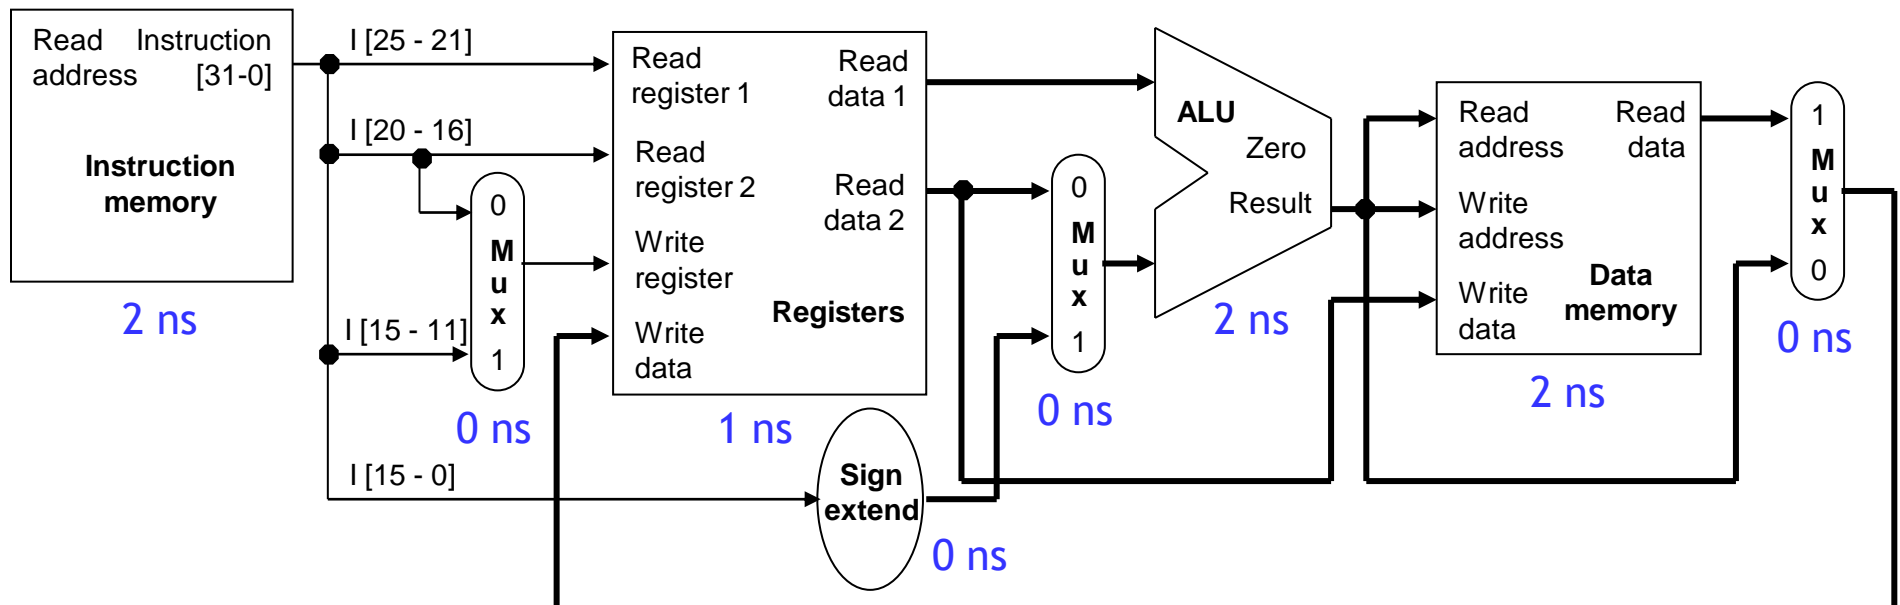 Read Instruction
address [31-0]
Instruction
memory
2 ns
I [25 - 21]
I [20 - 16]
I [15 - 11]
I [15 - 0]
0
M
u
x
1
0 ns
Read
register 1
Read
data 1
Read
register 2
Read
data 2
Write
register
Registers
Write
data
1 ns
Sign
extend
0 ns
0
M
u
x
1
0 ns
ALU
Zero
Result
2 ns
Read
address
Read
data
Write
address
Data
memory
Write
data
2 ns
1
M
u
x
0
0 ns